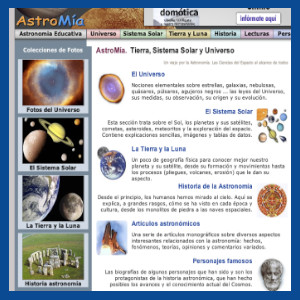 AstroMía
domótica
Infórmate aquí
Astronomía Educativa Universo Sistema Solar Tierra y Luna Historia Lecturas
Colecciones de Fotos
Fotos del Universo
El Sistema Solar
La Tierra y la Luna
Historia astronomía
AstroMía. Tierra, Sistema Solar y Universo
Un viaje por la Astronomía. Las Ciencias del Espacio al alcance de todos
El Universo
Nociones elementales sobre estrellas, galaxias, nebulosas,
quásares, púlsares, agujeros negros ... las leyes del Universo,
sus medidas, su observación, su origen y su evolución.
El Sistema Solar
Esta sección trata sobre el Sol, los planetas y sus satélites,
cometas, asteroides, meteoritos y la exploración del espacio.
Contiene explicaciones sencillas, imágenes y tablas de datos.
La Tierra y la Luna
Un poco de geografía física para conocer mejor nuestro
planeta y su satélite, desde su formación y movimiento hasta
los procesos (pliegues, volcanes, erosión) que le dan su
aspecto.
Historia de la Astronomía
Desde el principio, los humanos hemos mirado al cielo. Aquí se
explica, a grandes rasgos, cómo se ha visto en cada época y
cultura, desde los monolitos de piedra a las naves espaciales.
Artículos astronómicos
Una serie de artículos monográficos sobre diversos aspectos
interesantes relacionados con la astronomía: hechos,
fenómenos, teorías, opiniones y comentarios variados.
Personajes famosos
Las biografías de algunos personajes que han sido y son los
protagonistas de la historia astronómica, que han hecho
posibles los avances y el conocimiento actual del Cosmos.